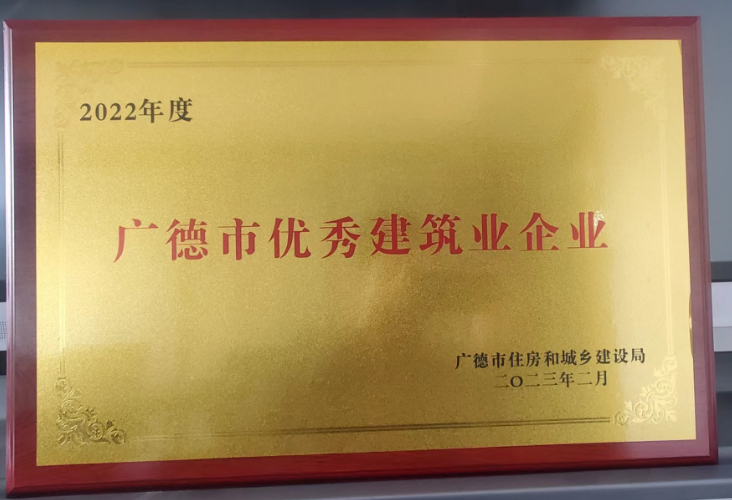 2022年度
广德市优秀建筑业企业
广德市住房和城乡建设局
二〇二三年二月